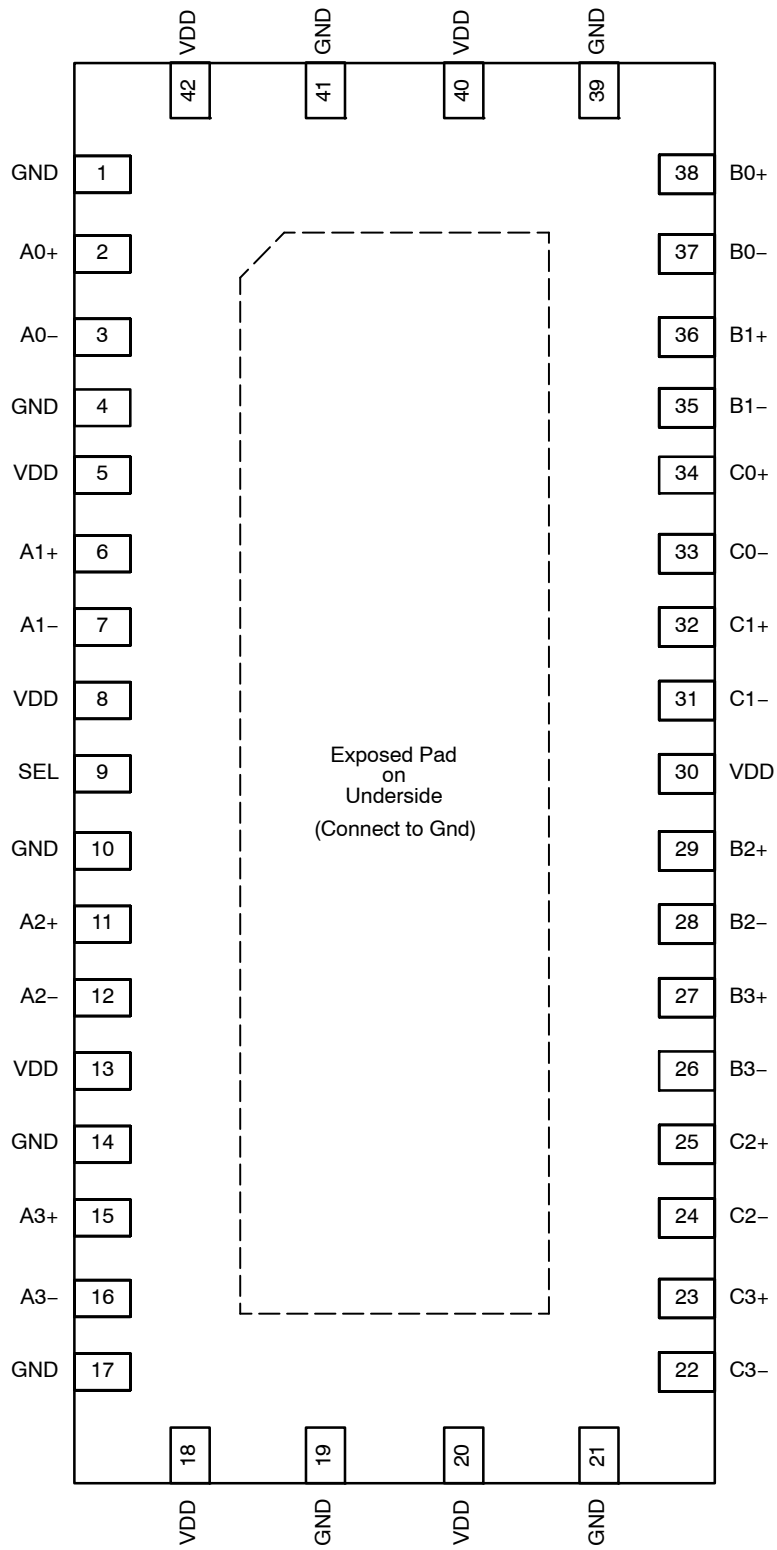 VDD GND VDD GND
42 41 40 39
GND 1 38 B0+
A0+ 2 37 B0−
A0− 3 36 B1+
GND 4 35 B1−
VDD 5 34 C0+
A1+ 6 33 C0−
A1− 7 32 C1+
VDD 8 31 C1−
Exposed Pad
on
Underside
(Connect to Gnd)
SEL 9 30 VDD
GND 10 29 B2+
A2+ 11 28 B2−
A2− 12 27 B3+
VDD 13 26 B3−
GND 14 25 C2+
A3+ 15 24 C2−
A3− 16 23 C3+
GND 17 22 C3−
18 19 20 21
VDD GND VDD GND